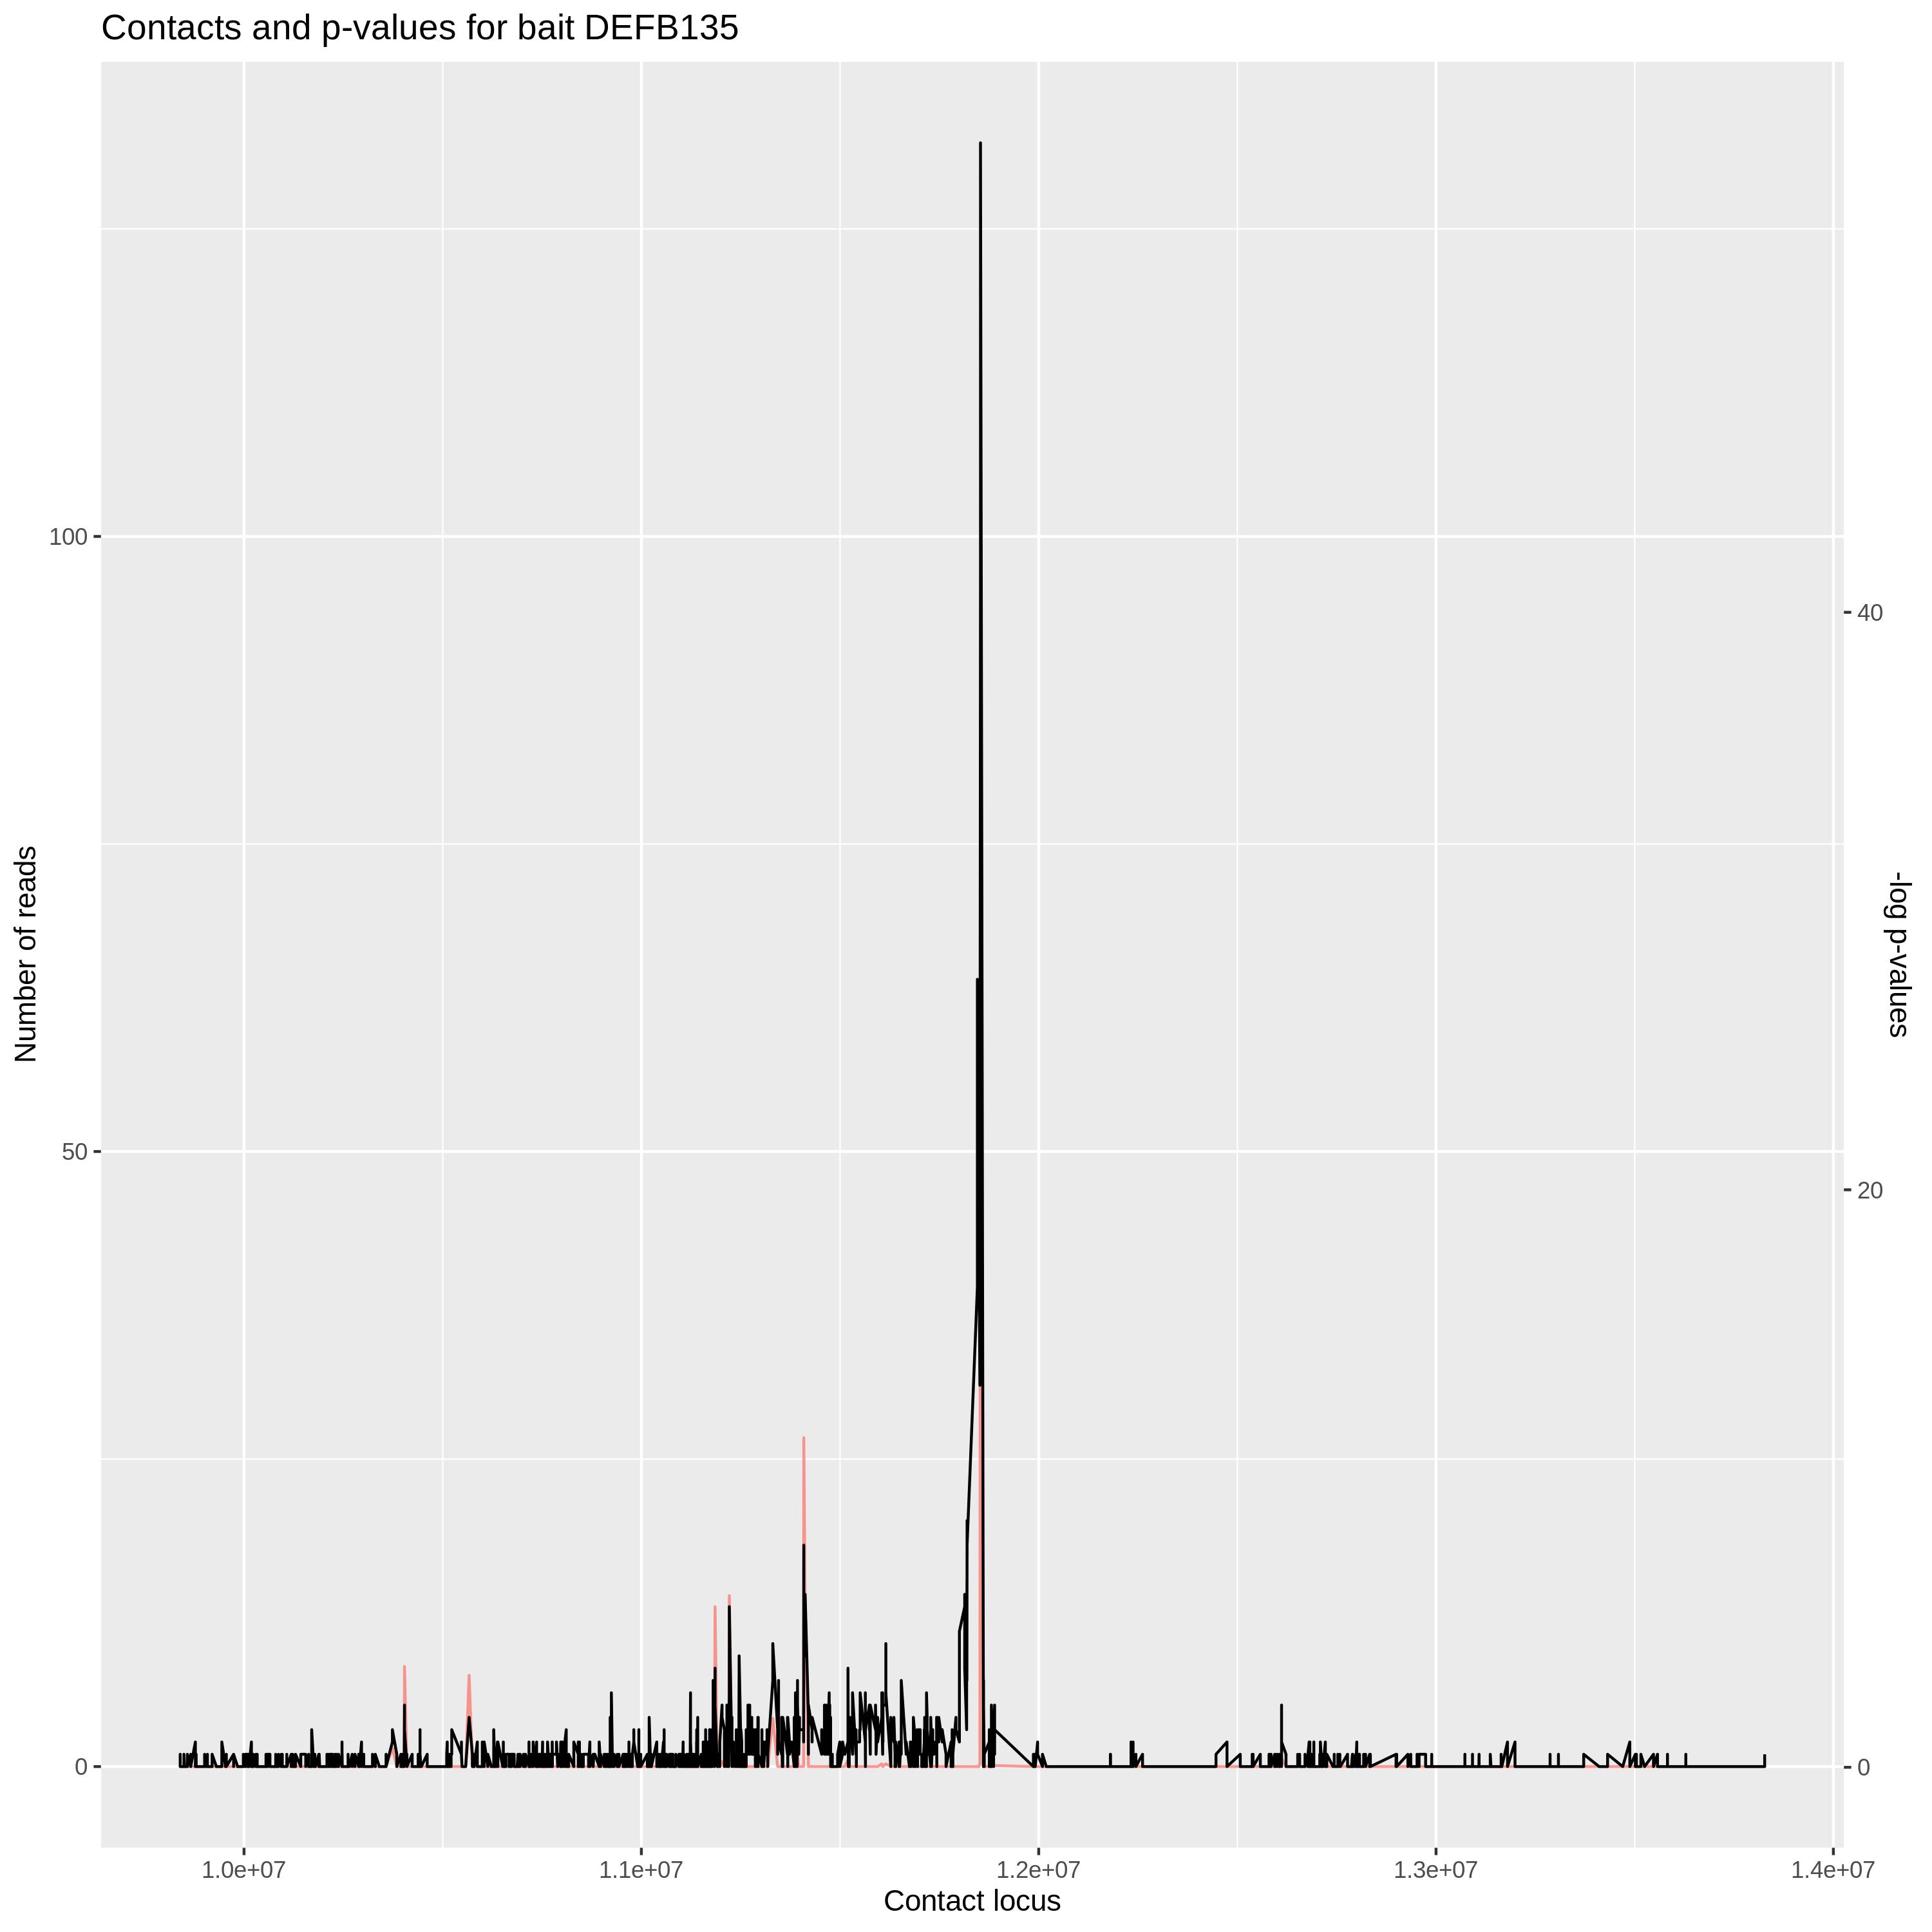 Contacts and p-values for bait DEFB135
Number of reads
100
50
0
40
20
0
-log p-values
1.0e+07 1.1e+07 1.2e+07 1.3e+07 1.4e+07
Contact locus